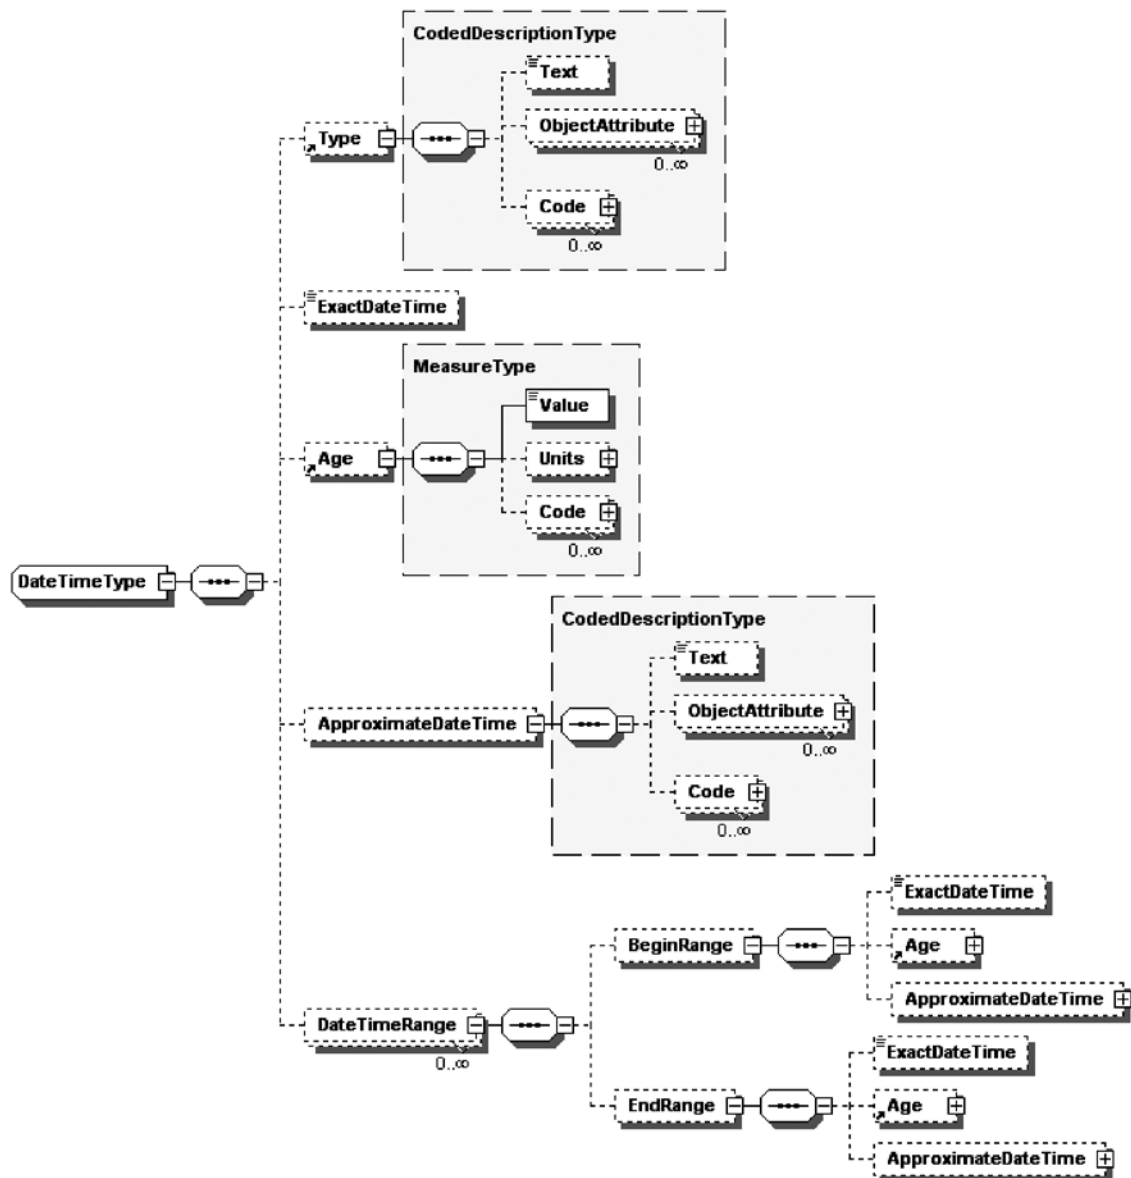 CodedDescriptionType
Text
ObjectAttribute
0..∞
Type
Code
0..∞
ExactDateTime
MeasureType
Value
Age
Units
Code
0..∞
DateTimeType
CodedDescriptionType
Text
ObjectAttribute
0..∞
ApproximateDateTime
Code
0..∞
ExactDateTime
BeginRange
Age
ApproximateDateTime
DateTimeRange
0..∞
ExactDateTime
EndRange
Age
ApproximateDateTime